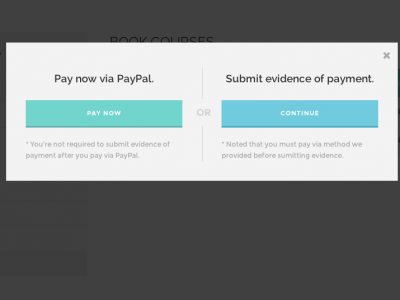 BOOK COURSES
Pay now via PayPal.
PAY NOW
* You're not required to submit evidence of
payment after you pay via PayPal.
OR
Submit evidence of payment.
CONTINUE
* Noted that you must pay via method we
provided before sumitting evidence.